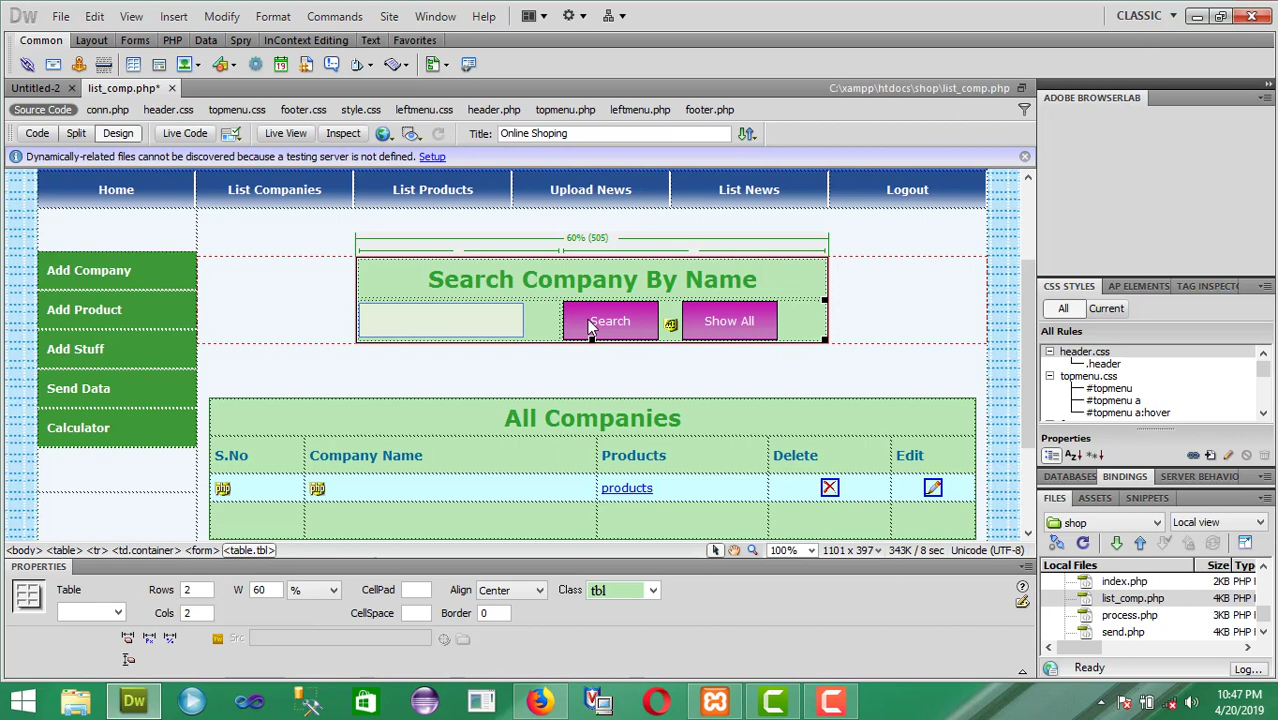 Dw File Edit View Insert Modify Format Commands Site Window Help CLASSIC
Common Layout Forms PHP Data Spry InContext Editing Text Favorites
Untitled-2 list_comp.php* C:\xampp\htdocs\shop\list_comp.php
Source Code conn.php header.css topmenu.css footer.css style.css leftmenu.css header.php topmenu.php leftmenu.php footer.php
Code Split Design Live Code Live View Inspect Title: Online Shoping
Dynamically-related files cannot be discovered because a testing server is not defined. Setup
Home List Companies List Products Upload News List News Logout
60% (505)
Add Company
Add Product
Add Stuff
Send Data
Calculator
Search Company By Name
Search Show All
All Companies
S.No Company Name Products Delete Edit
products
<body> <table> <tr> <td.container> <form> <table.tbl> 100% 1101 x 397 343K / 8 sec Unicode (UTF-8)
PROPERTIES
Table Rows 2 W 60 % CellPad Align Center Class tbl
Cols 2 CellSpace Border 0
Src
ADOBE BROWSERLAB
CSS STYLES AP ELEMENTS TAG INSPECTO
All Current
All Rules
header.css
.header
topmenu.css
#topmenu
#topmenu a
#topmenu a:hover
Properties
DATABASES BINDINGS SERVER BEHAVIO
FILES ASSETS SNIPPETS
shop Local view
Local Files Size Typ
index.php 2KB PHP
list_comp.php 4KB PHP
process.php 3KB PHP
send.php 4KB PHP
Ready Log...
10:47 PM
4/20/2019